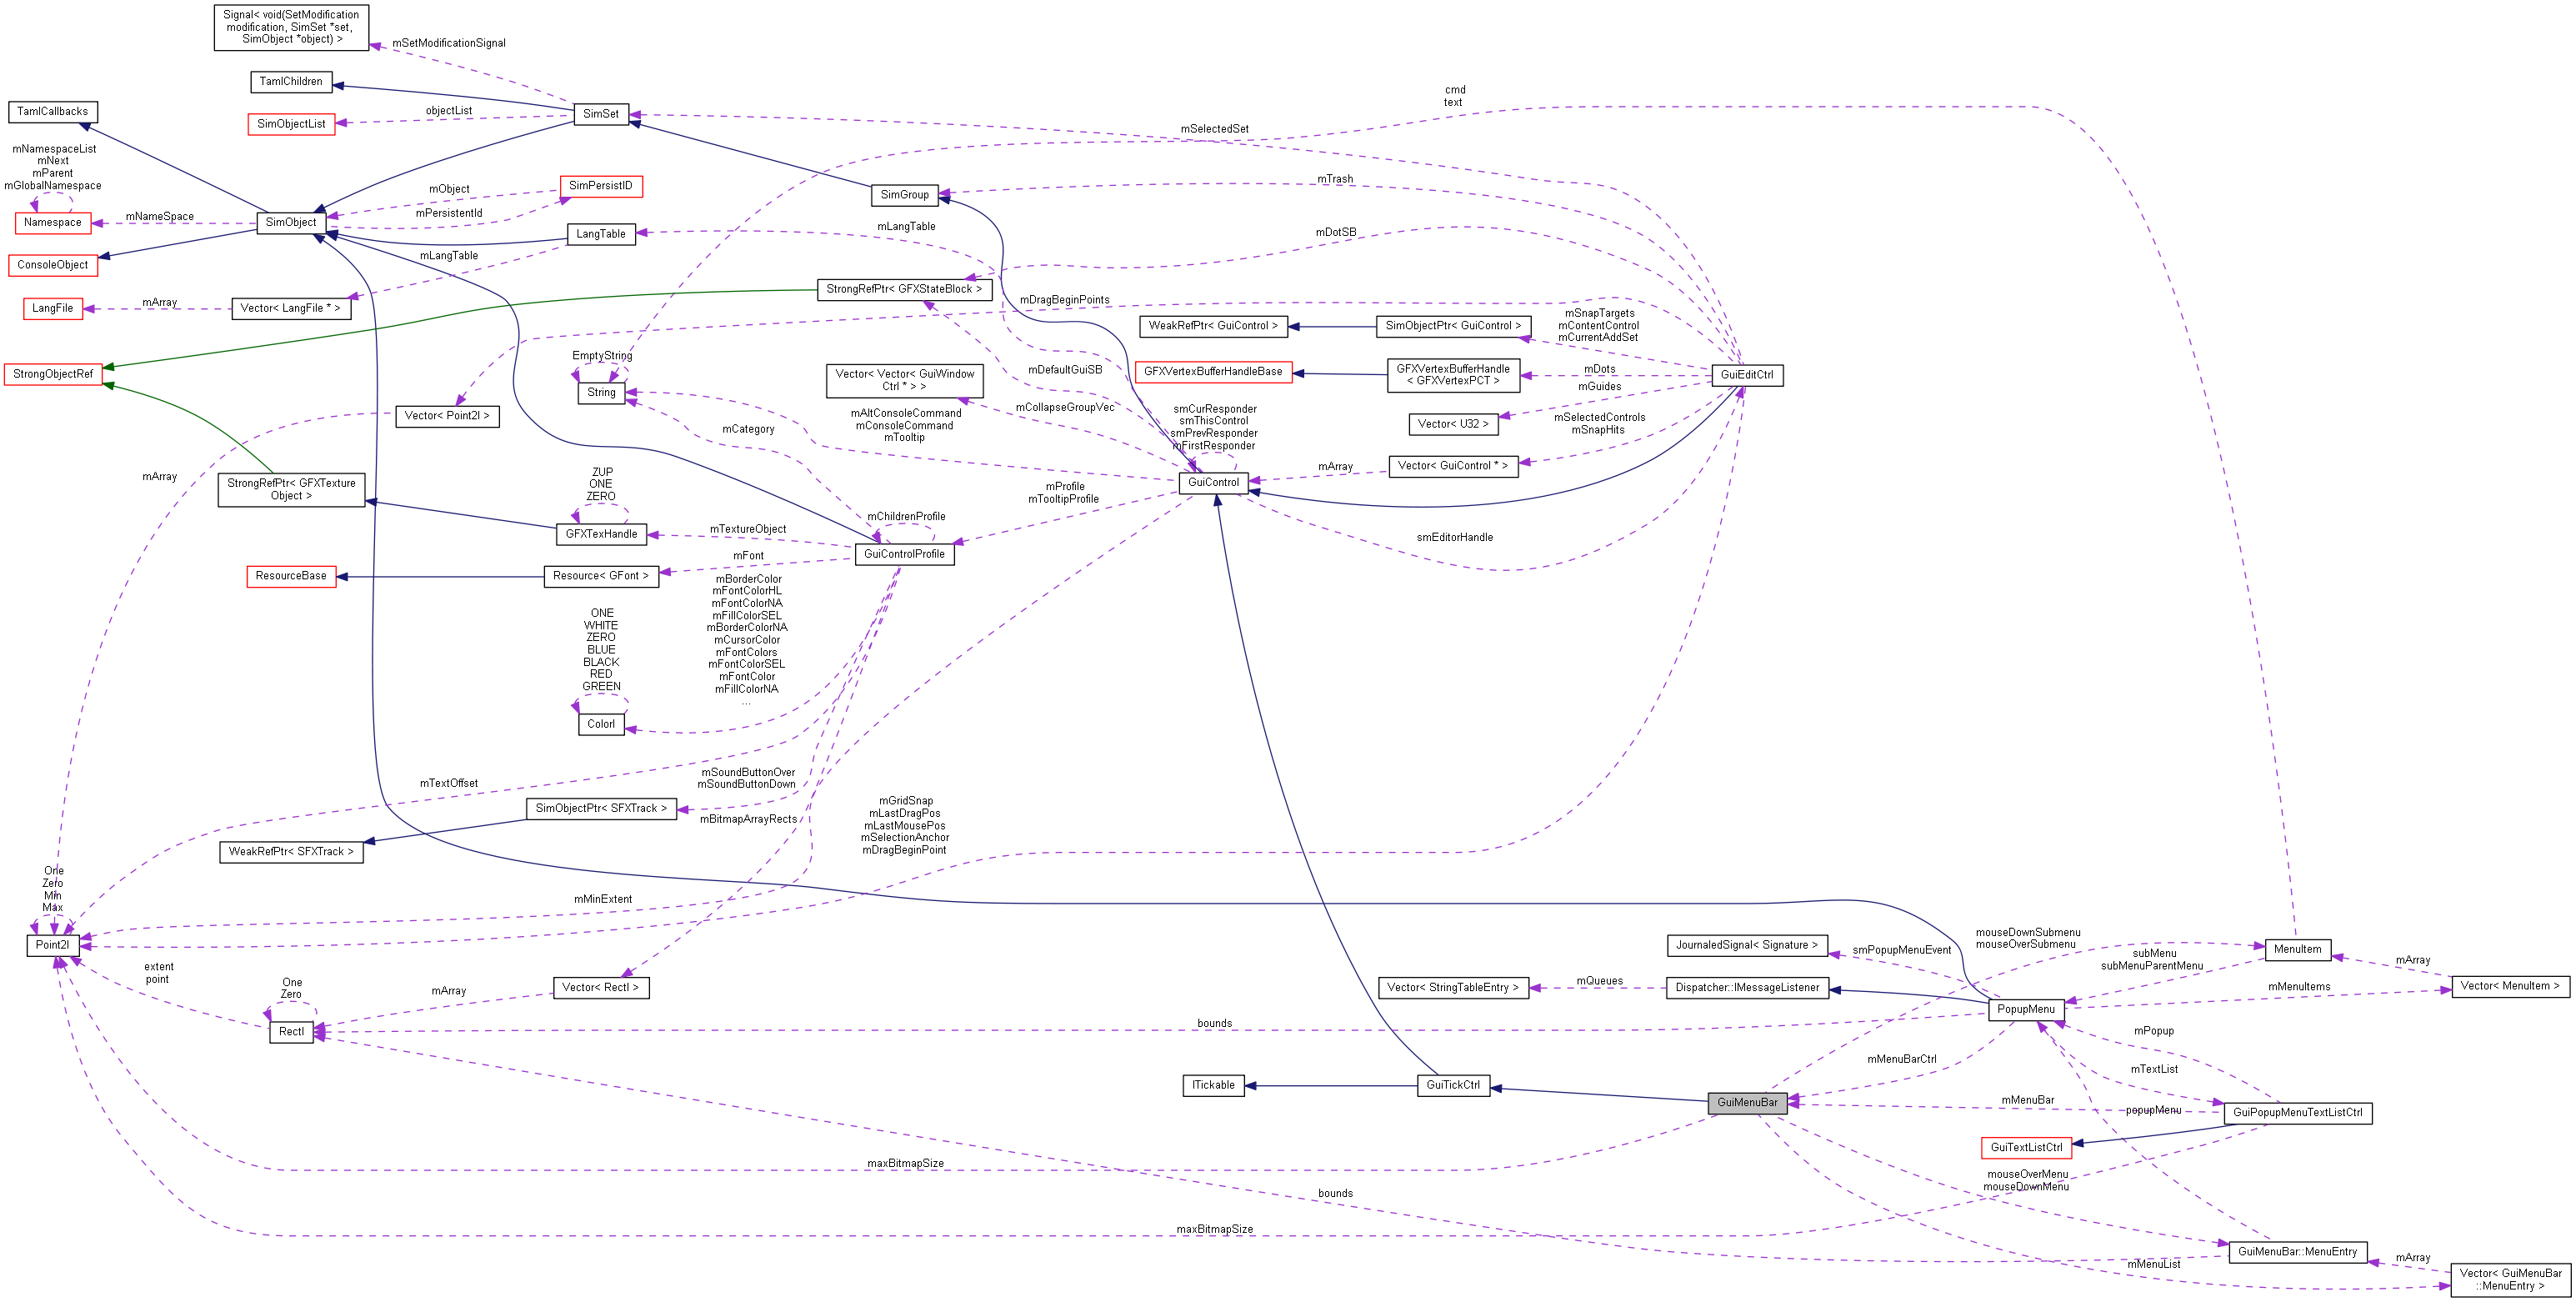 Signal< void(SetModification
modification, SimSet *set,
SimObject *object) >
mSetModificationSignal
TamlChildren
TamlCallbacks
objectList
SimObjectList
SimSet
cmd
text
mSelectedSet
mNamespaceList
mNext
mParent
mGlobalNamespace
Namespace
mNameSpace
SimObject
mObject
mPersistentId
SimPersistID
SimGroup
mTrash
LangTable
mLangTable
mLangTable
mDotSB
ConsoleObject
LangFile
mArray
Vector< LangFile * >
StrongRefPtr< GFXStateBlock >
mDragBeginPoints
WeakRefPtr< GuiControl >
SimObjectPtr< GuiControl >
mSnapTargets
mContentControl
mCurrentAddSet
StrongObjectRef
EmptyString
String
Vector< Vector< GuiWindow
Ctrl * > >
mDefaultGuiSB
GFXVertexBufferHandleBase
GFXVertexBufferHandle
< GFXVertexPCT >
mDots
mGuides
GuiEditCtrl
Vector< Point2I >
mCategory
mAltConsoleCommand
mConsoleCommand
mTooltip
mCollapseGroupVec
smCurResponder
smThisControl
smPrevResponder
mFirstResponder
Vector< U32 >
mSelectedControls
mSnapHits
mArray
Vector< GuiControl * >
mArray
GuiControl
StrongRefPtr< GFXTexture
Object >
ZUP
ONE
ZERO
GFXTexHandle
mTextureObject
mChildrenProfile
GuiControlProfile
mProfile
mTooltipProfile
smEditorHandle
ResourceBase
Resource< GFont >
mFont
mBorderColor
mFontColorHL
mFontColorNA
mFillColorSEL
mBorderColorNA
mCursorColor
mFontColors
mFontColorSEL
mFontColor
mFillColorNA
...
ONE
WHITE
ZERO
BLUE
BLACK
RED
GREEN
ColorI
mTextOffset
mSoundButtonOver
mSoundButtonDown
SimObjectPtr< SFXTrack >
WeakRefPtr< SFXTrack >
mBitmapArrayRects
mGridSnap
mLastDragPos
mLastMousePos
mSelectionAnchor
mDragBeginPoint
One
Zero
Min
Max
Point2I
mMinExtent
extent
point
One
Zero
RectI
mArray
Vector< RectI >
bounds
JournaledSignal< Signature >
smPopupMenuEvent
mouseDownSubmenu
mouseOverSubmenu
MenuItem
subMenu
subMenuParentMenu
mArray
Vector< MenuItem >
Vector< StringTableEntry >
mQueues
Dispatcher::IMessageListener
PopupMenu
mMenuItems
mPopup
mMenuBarCtrl
mTextList
ITickable
GuiTickCtrl
GuiMenuBar
mMenuBar
popupMenu
GuiPopupMenuTextListCtrl
GuiTextListCtrl
maxBitmapSize
mouseOverMenu
mouseDownMenu
bounds
maxBitmapSize
GuiMenuBar::MenuEntry
mMenuList
mArray
Vector< GuiMenuBar
::MenuEntry >